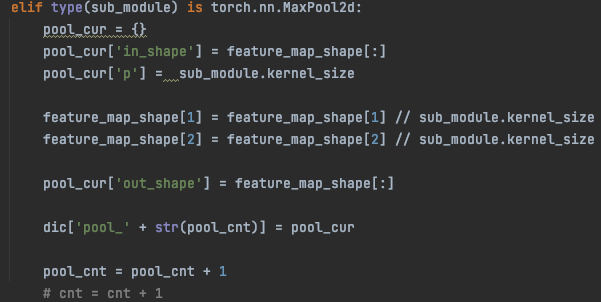 elif type(sub_module) is torch.nn.MaxPool2d:
    pool_cur = {}
    pool_cur['in_shape'] = feature_map_shape[:]
    pool_cur['p'] =  sub_module.kernel_size
    feature_map_shape[1] = feature_map_shape[1] // sub_module.kernel_size
    feature_map_shape[2] = feature_map_shape[2] // sub_module.kernel_size
    pool_cur['out_shape'] = feature_map_shape[:]
    dic['pool_' + str(pool_cnt)] = pool_cur
    pool_cnt = pool_cnt + 1
    # cnt = cnt + 1